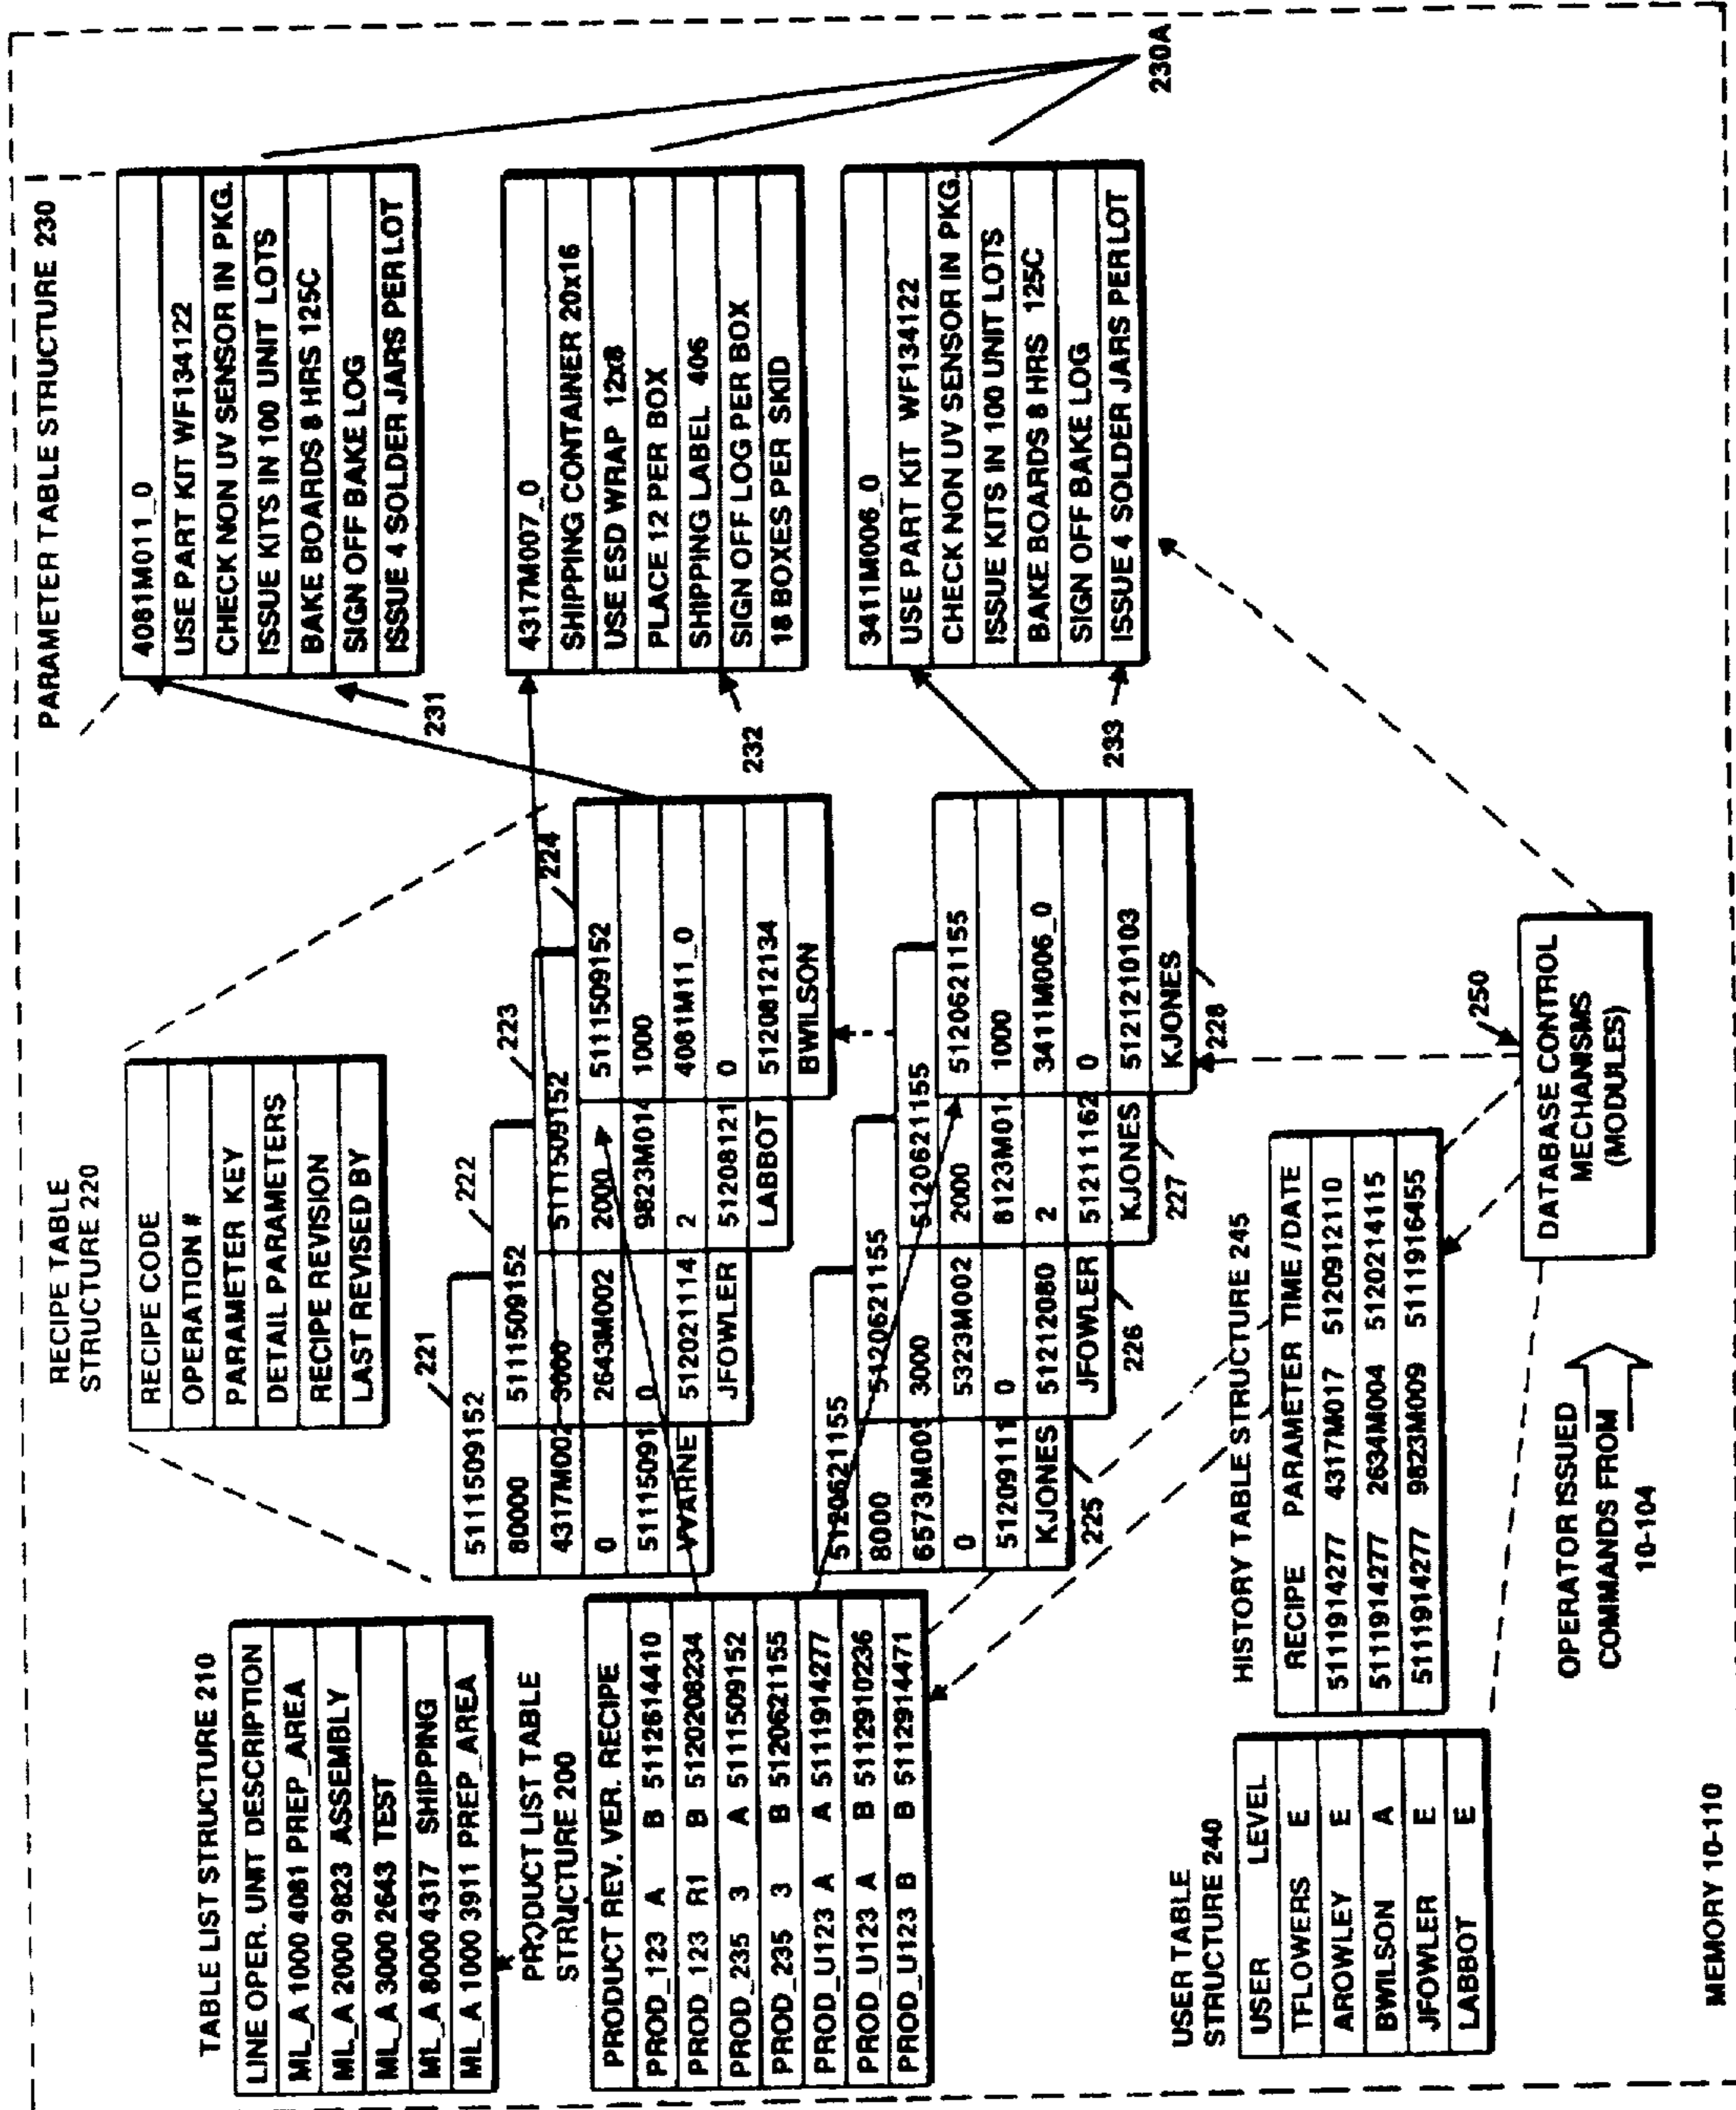 TABLE LIST STRUCTURE 210
LINE OPER. UNIT DESCRIPTION
ML_A 1000 4081 PREP_AREA
ML_A 2000 9823 ASSEMBLY
ML_A 3000 2643 TEST
ML_A 8000 4317 SHIPPING
ML_A 1000 3911 PREP_AREA
PRODUCT LIST TABLE
STRUCTURE 200
PRODUCT REV. VER. RECIPE
PROD_123 A B 5112614410
PROD_123 R1 B 5120208234
PROD_235 3 A 5111509152
PROD_235 3 B 5120621155
PROD_U123 A A 5111914277
PROD_U123 A B 5112910236
PROD_U123 B B 5112914471
USER TABLE
STRUCTURE 240
USER LEVEL
TFLOWERS E
AROWLEY E
BWILSON A
JFOWLER E
LABBOT E
HISTORY TABLE STRUCTURE 245
RECIPE PARAMETER TIME/DATE
5111914277 4317M017 5120912110
5111914277 2634M004 5120214115
5111914277 9823M009 5111916455
RECIPE TABLE
STRUCTURE 220
RECIPE CODE
OPERATION #
PARAMETER KEY
DETAIL PARAMETERS
RECIPE REVISION
LAST REVISED BY
221
5111509152
80000
4317M002
0
51115091
WARNE
222
5111509152
3000
2643M002
0
512021114
JFOWLER
223
5111509152
2000
9823M014
2
51208121
LABBOT
224
5111509152
1000
4081M11_0
0
5120812134
BWILSON
5120621155
8000
6573M005
0
51209111
KJONES
225
5120621155
3000
5323M002
0
51212080
JFOWLER
226
5120621155
2000
8123M014
2
512111162
KJONES
227
5120621155
1000
3411M006_0
0
5121210103
KJONES
228
PARAMETER TABLE STRUCTURE 230
4081M011_0
USE PART KIT WF134122
CHECK NON UV SENSOR IN PKG.
ISSUE KITS IN 100 UNIT LOTS
BAKE BOARDS 8 HRS 125C
SIGN OFF BAKE LOG
ISSUE 4 SOLDER JARS PER LOT
231
4317M007_0
SHIPPING CONTAINER 20x16
USE ESD WRAP 12x8
PLACE 12 PER BOX
SHIPPING LABEL 406
SIGN OFF LOG PER BOX
18 BOXES PER SKID
232
3411M006_0
USE PART KIT WF134122
CHECK NON UV SENSOR IN PKG.
ISSUE KITS IN 100 UNIT LOTS
BAKE BOARDS 8 HRS 125C
SIGN OFF BAKE LOG
ISSUE 4 SOLDER JARS PER LOT
233
230A
250
DATABASE CONTROL
MECHANISMS
(MODULES)
OPERATOR ISSUED
COMMANDS FROM
10-104
MEMORY 10-110